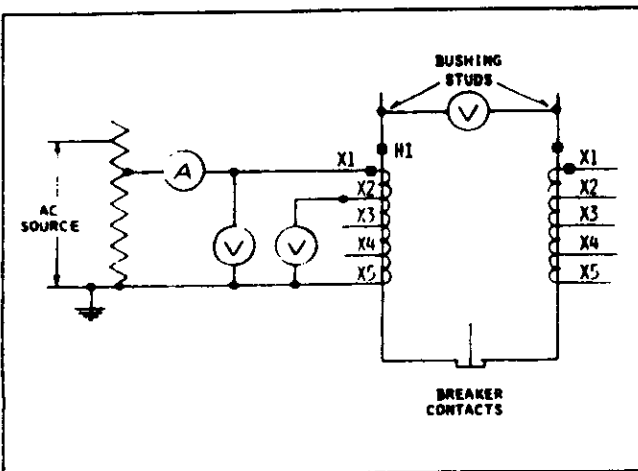 BUSHING
STUDS
V
H1
X1
A
X1
X2
X2
X3
X3
AC
SOURCE
V
V
X4
X4
X5
X5
BREAKER
CONTACTS